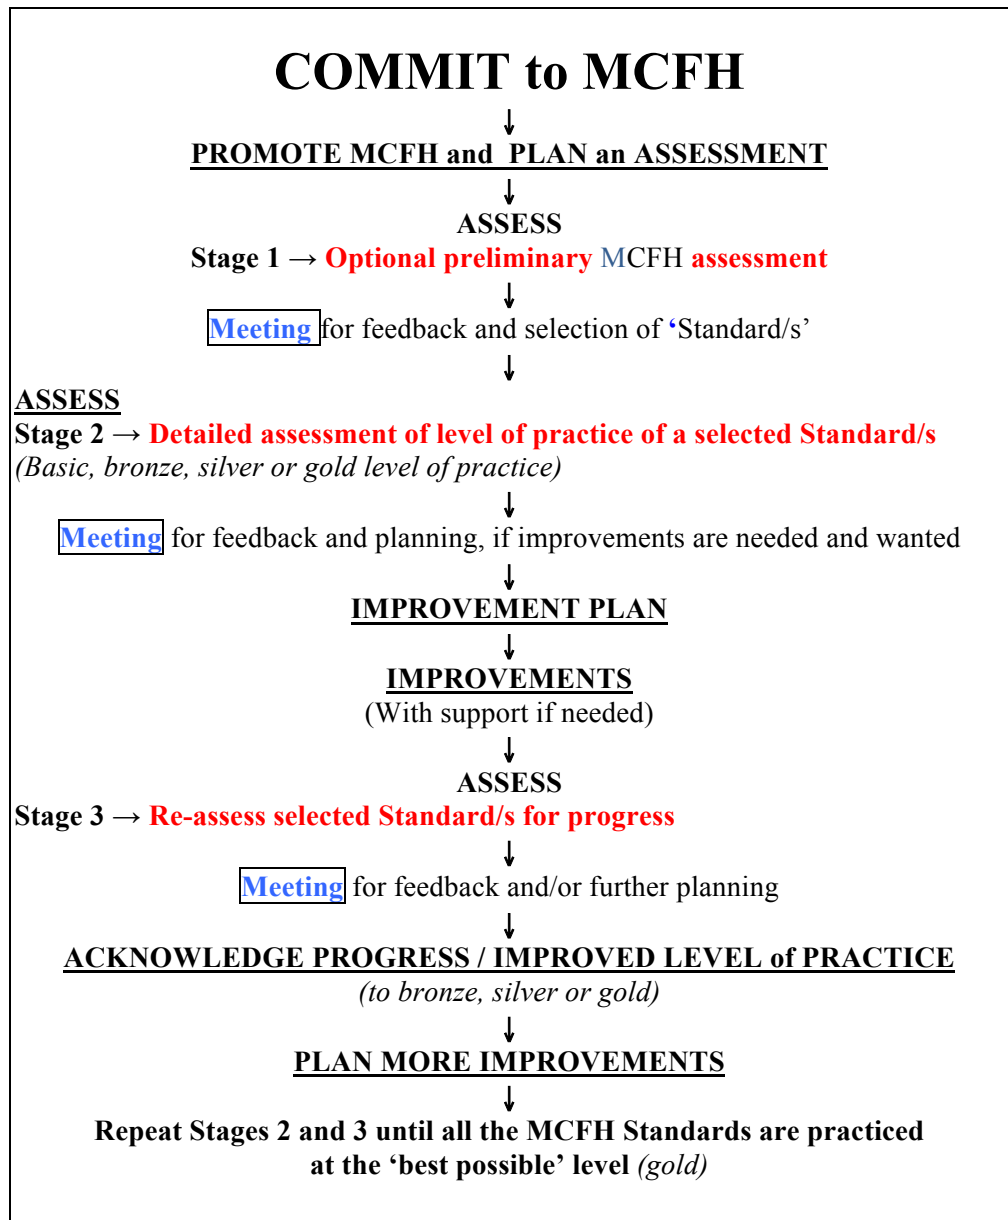 COMMIT to MCFH
↓
PROMOTE MCFH and PLAN an ASSESSMENT
↓
ASSESS
Stage 1 → Optional preliminary MCFH assessment
↓
Meeting for feedback and selection of ‘Standard/s’
↓
ASSESS
Stage 2 → Detailed assessment of level of practice of a selected Standard/s
(Basic, bronze, silver or gold level of practice)
↓
Meeting for feedback and planning, if improvements are needed and wanted
↓
IMPROVEMENT PLAN
↓
IMPROVEMENTS
(With support if needed)
↓
ASSESS
Stage 3 → Re-assess selected Standard/s for progress
↓
Meeting for feedback and/or further planning
↓
ACKNOWLEDGE PROGRESS / IMPROVED LEVEL of PRACTICE
(to bronze, silver or gold)
↓
PLAN MORE IMPROVEMENTS
↓
Repeat Stages 2 and 3 until all the MCFH Standards are practiced
at the ‘best possible’ level (gold)